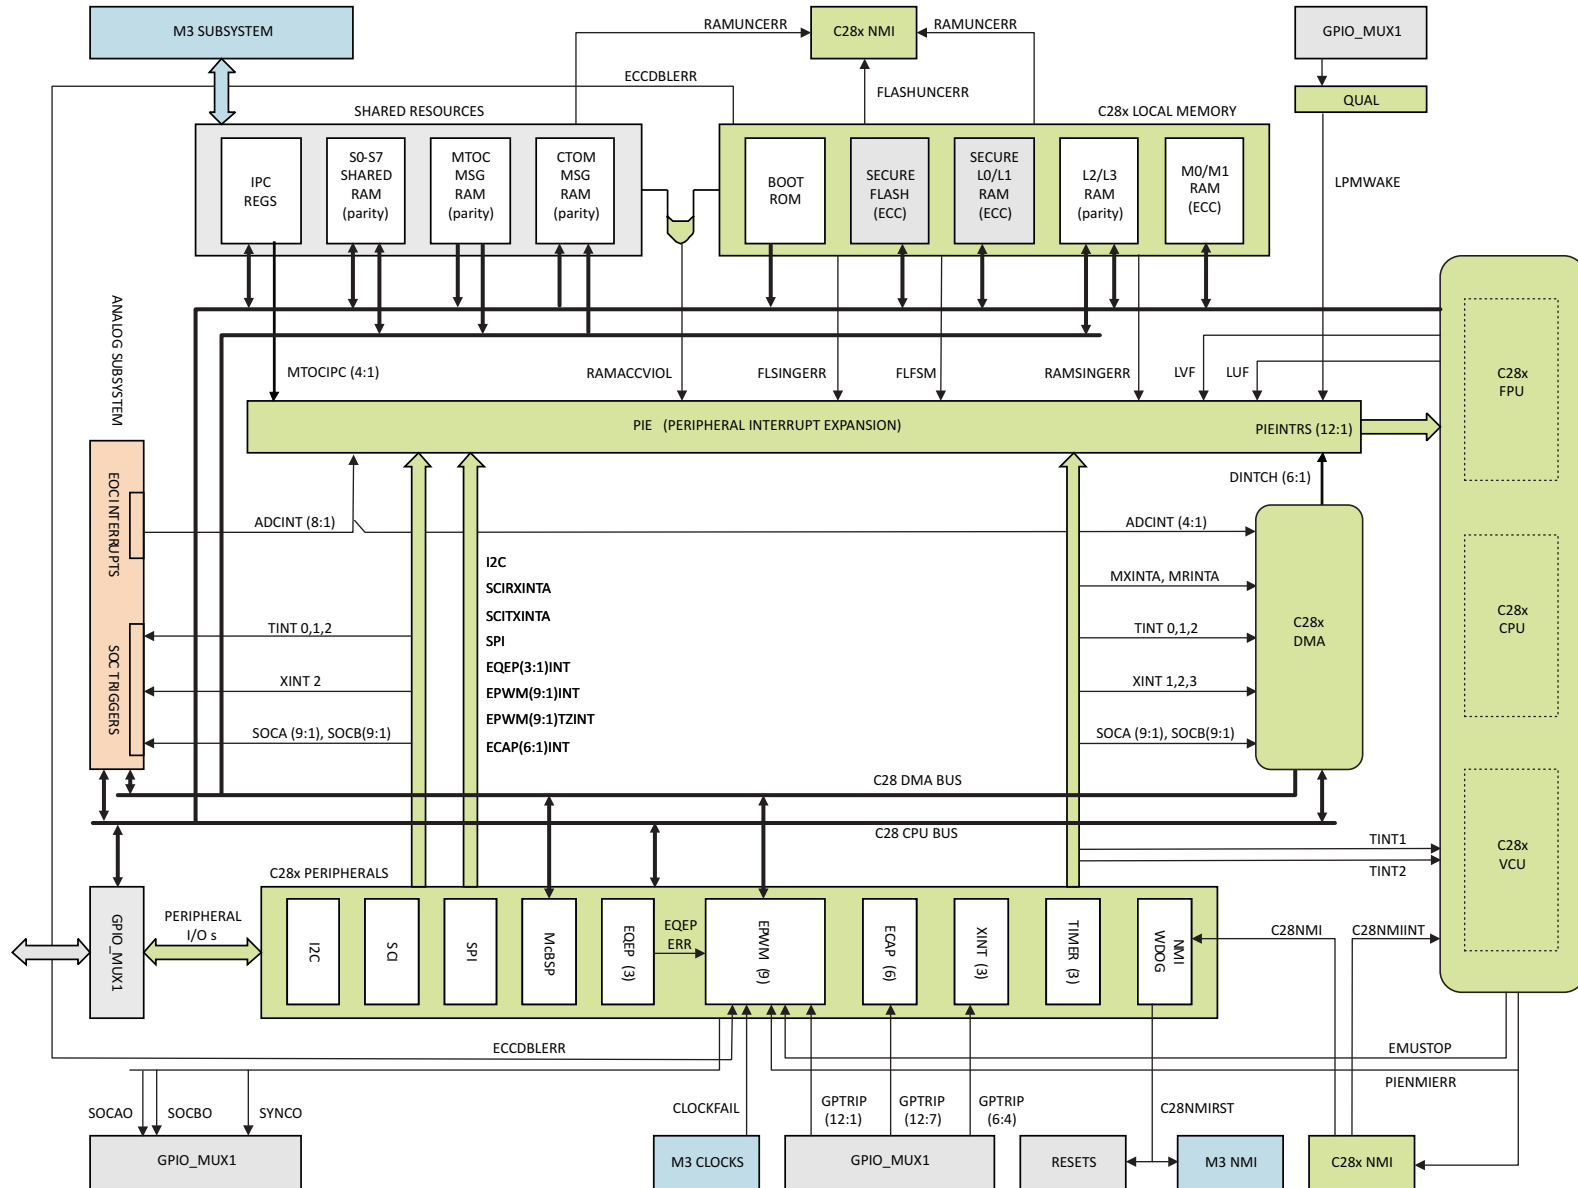 M3 SUBSYSTEM
RAMUNCERR
C28x NMI
RAMUNCERR
GPIO_MUX1
ECCDBLERR
FLASHUNCERR
QUAL
SHARED RESOURCES
C28x LOCAL MEMORY
IPC
REGS
S0-S7
SHARED
RAM
(parity)
MTOC
MSG
RAM
(parity)
CTOM
MSG
RAM
(parity)
BOOT
ROM
SECURE
FLASH
(ECC)
SECURE
L0/L1
RAM
(ECC)
L2/L3
RAM
(parity)
M0/M1
RAM
(ECC)
LPMWAKE
ANALOG SUBSYSTEM
MTOCIPC (4:1)
RAMACCVIOL
FLSINGERR
FLFSM
RAMSINGERR
LVF
LUF
C28x
FPU
PIE (PERIPHERAL INTERRUPT EXPANSION)
PIEINTRS (12:1)
DINTCH (6:1)
EOC INTERRUPTS
ADCINT (8:1)
ADCINT (4:1)
I2C
SCIRXINTA
SCITXINTA
SPI
EQEP(3:1)INT
EPWM(9:1)INT
EPWM(9:1)TZINT
ECAP(6:1)INT
MXINTA, MRINTA
SOC TRIGGERS
TINT 0,1,2
TINT 0,1,2
C28x
DMA
C28x
CPU
XINT 2
XINT 1,2,3
SOCA (9:1), SOCB(9:1)
SOCA (9:1), SOCB(9:1)
C28 DMA BUS
C28 CPU BUS
TINT1
TINT2
C28x
VCU
C28x PERIPHERALS
GPIO_MUX1
PERIPHERAL
I/O s
I2C
SCI
SPI
McBSP
EQEP (3)
EQEP
ERR
EPWM (9)
ECAP (6)
XINT (3)
TIMER (3)
NMI
WDOG
C28NMI
C28NMIINT
ECCDBLERR
EMUSTOP
PIENMIERR
SOCAO
SOCBO
SYNCO
CLOCKFAIL
GPTRIP
(12:1)
GPTRIP
(12:7)
GPTRIP
(6:4)
C28NMIRST
GPIO_MUX1
M3 CLOCKS
GPIO_MUX1
RESETS
M3 NMI
C28x NMI